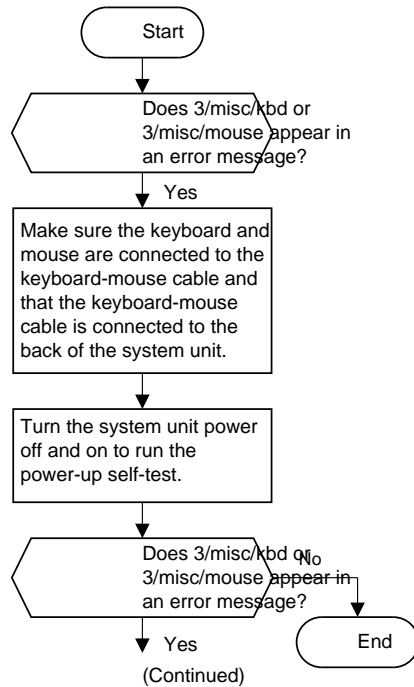 Start
Does 3/misc/kbd or
3/misc/mouse appear in
an error message?
Yes
Make sure the keyboard and
mouse are connected to the
keyboard-mouse cable and
that the keyboard-mouse
cable is connected to the
back of the system unit.
Turn the system unit power
off and on to run the
power-up self-test.
Does 3/misc/kbd or
3/misc/mouse appear in
an error message?
No
Yes
End
(Continued)